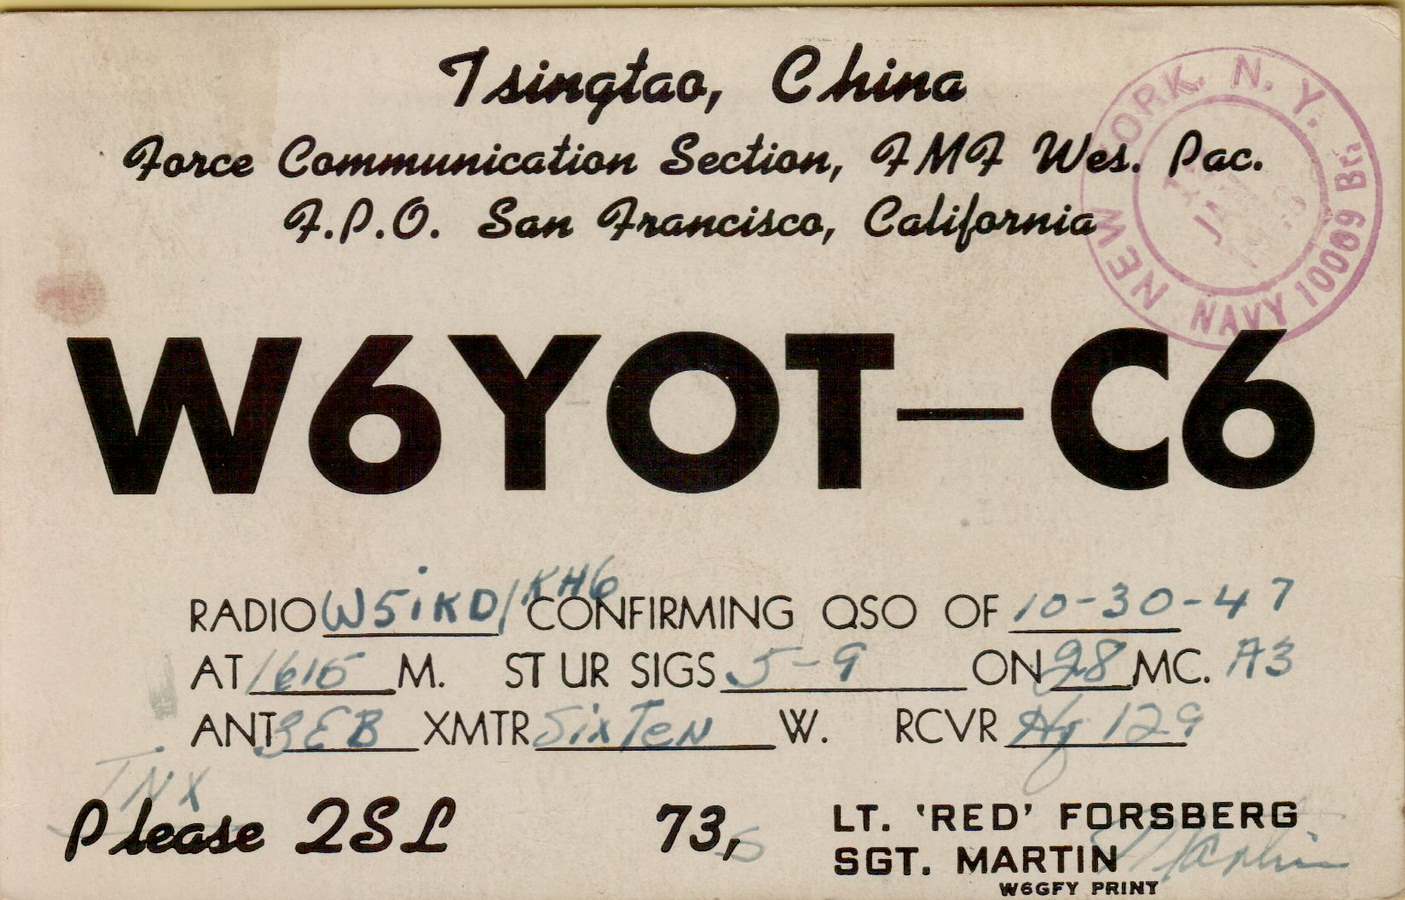 Tsingtao, China
Force Communication Section, FMF Wes. Pac.
F.P.O. San Francisco, California
NEW YORK, N. Y.
NAVY 10009 Br.
W6YOT—C6
RADIO W5iKD/KH6 CONFIRMING QSO OF 10-30-47
AT 1615 M. ST UR SIGS 5-9 ON 28 MC. A3
ANT 3EB XMTR SixTen W. RCVR Hq 129
TNX
Please QSL 73,s LT. 'RED' FORSBERG
SGT. MARTIN Martin
W6GFY PRINT